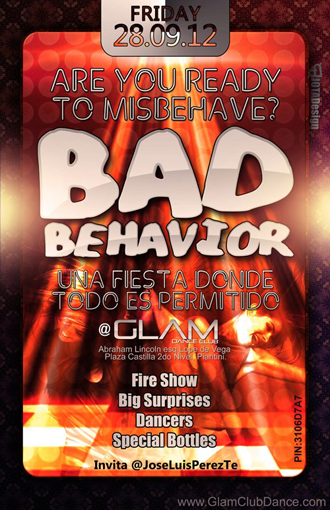 FRIDAY
28.09.12
ARE YOU READY
TO MISBEHAVE?
BAD
BEHAVIOR
UNA FIESTA DONDE
TODO ES PERMITIDO
@ GLAM
DANCE CLUB
Abraham Lincoln esq. Lope de Vega
Plaza Castilla 2do Nivel, Piantini.
Fire Show
Big Surprises
Dancers
Special Bottles
Invita @JoseLuisPerezTe
PIN:3106D7A7
www.GlamClubDance.com